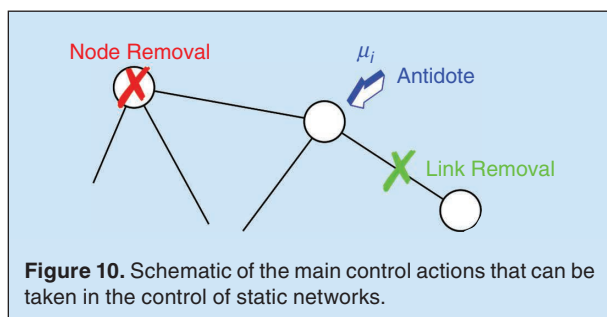 Node Removal
μi
Antidote
Link Removal
Figure 10. Schematic of the main control actions that can be
taken in the control of static networks.